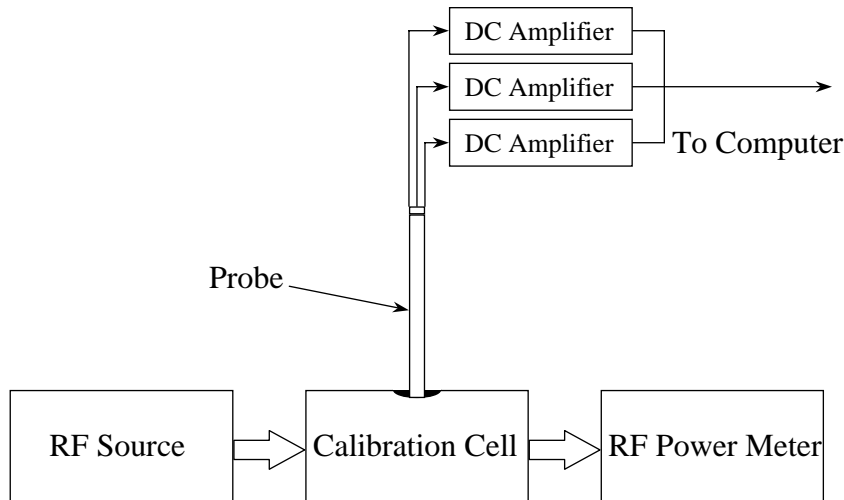 DC Amplifier
DC Amplifier
DC Amplifier
To Computer
Probe
RF Source
Calibration Cell
RF Power Meter